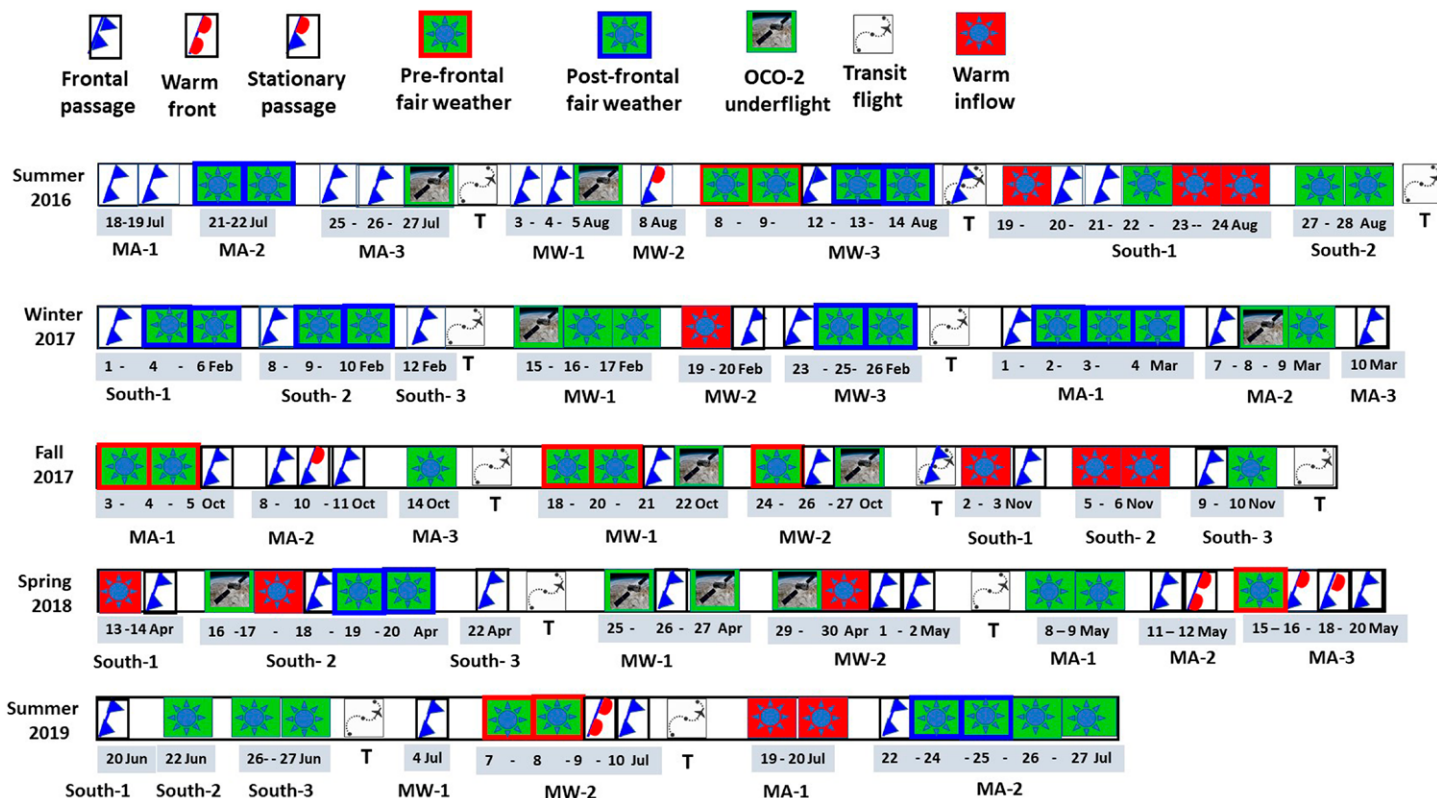 Frontal passage
Warm front
Stationary passage
Pre-frontal fair weather
Post-frontal fair weather
OCO-2 underflight
Transit flight
Warm inflow
Summer 2016
18-19 Jul
21-22 Jul
25 - 26 - 27 Jul
T
3 - 4 - 5 Aug
8 Aug
8 - 9 - 12 - 13 - 14 Aug
T
19 - 20 - 21 - 22 - 23 -- 24 Aug
27 - 28 Aug
T
MA-1
MA-2
MA-3
MW-1
MW-2
MW-3
South-1
South-2
Winter 2017
1 - 4 - 6 Feb
8 - 9 - 10 Feb
12 Feb
T
15 - 16 - 17 Feb
19 - 20 Feb
23 - 25- 26 Feb
T
1 - 2- 3- 4 Mar
7 - 8 - 9 Mar
10 Mar
South-1
South- 2
South- 3
MW-1
MW-2
MW-3
MA-1
MA-2
MA-3
Fall 2017
3 - 4 - 5 Oct
8 - 10 - 11 Oct
14 Oct
T
18 - 20 - 21 22 Oct
24 - 26 - 27 Oct
T
2 - 3 Nov
5 - 6 Nov
9 - 10 Nov
T
MA-1
MA-2
MA-3
MW-1
MW-2
South-1
South- 2
South- 3
Spring 2018
13 -14 Apr
16 -17 - 18 - 19 - 20 Apr
22 Apr
T
25 - 26 - 27 Apr
29 - 30 Apr 1 - 2 May
T
8 – 9 May
11 – 12 May
15 – 16 - 18 - 20 May
South-1
South- 2
South- 3
MW-1
MW-2
MA-1
MA-2
MA-3
Summer 2019
20 Jun
22 Jun
26-- 27 Jun
T
4 Jul
7 - 8 - 9 - 10 Jul
T
19 - 20 Jul
22 - 24 - 25 - 26 - 27 Jul
South-1
South-2
South-3
MW-1
MW-2
MA-1
MA-2